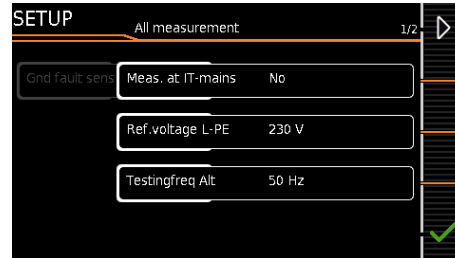 SETUP
All measurement
1/2
Gnd fault sens
Meas. at IT-mains No
Ref.voltage L-PE 230 V
Testingfreq Alt 50 Hz